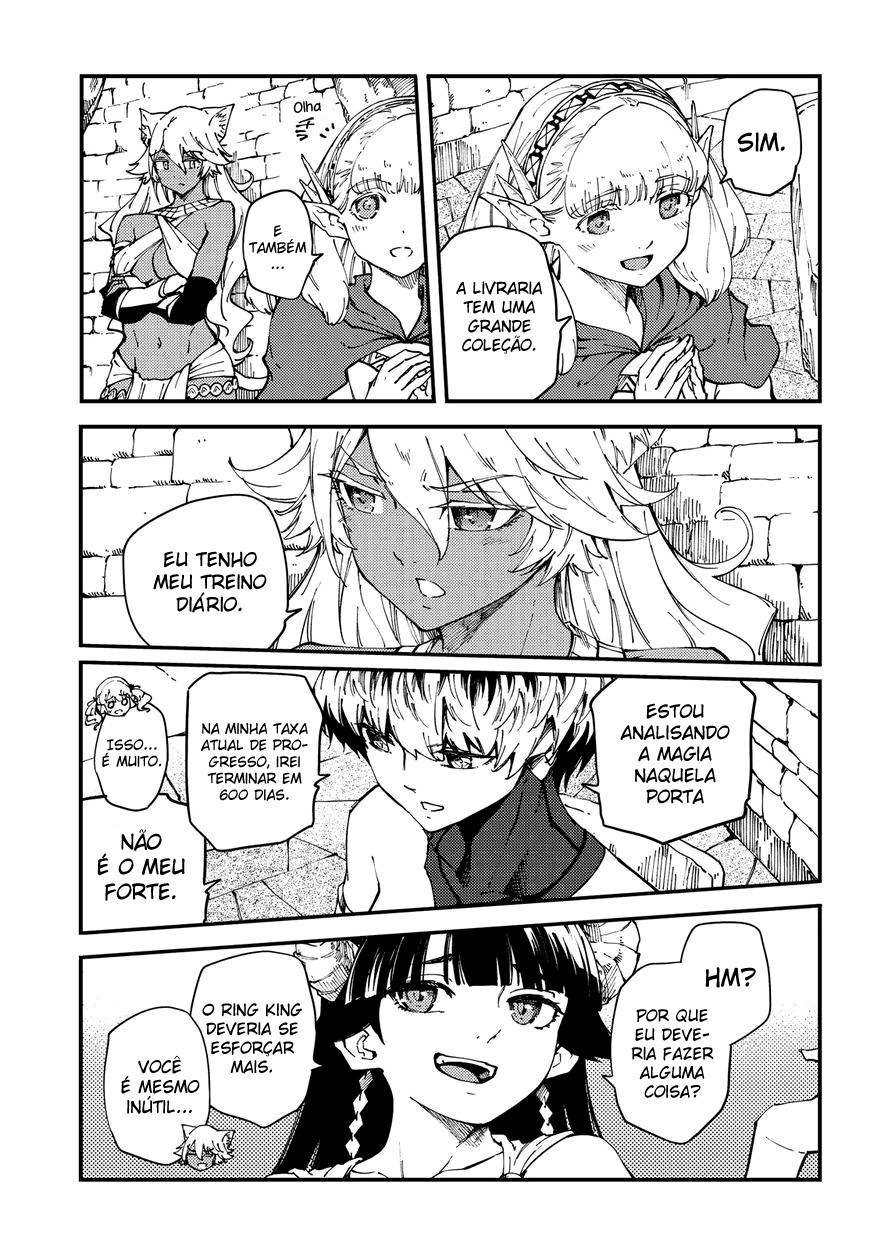 SIM.
A LIVRARIA
TEM UMA
GRANDE
COLEÇÃO.
Olha
E
TAMBÉM
...
EU TENHO
MEU TREINO
DIÁRIO.
ESTOU
ANALISANDO
A MAGIA
NAQUELA
PORTA
NA MINHA TAXA
ATUAL DE PRO-
GRESSO, IREI
TERMINAR EM
600 DIAS.
ISSO...
É MUITO.
NÃO
É O MEU
FORTE.
HM?
POR QUE
EU DEVE-
RIA FAZER
ALGUMA
COISA?
O RING KING
DEVERIA SE
ESFORÇAR
MAIS.
VOCÊ
É MESMO
INÚTIL...